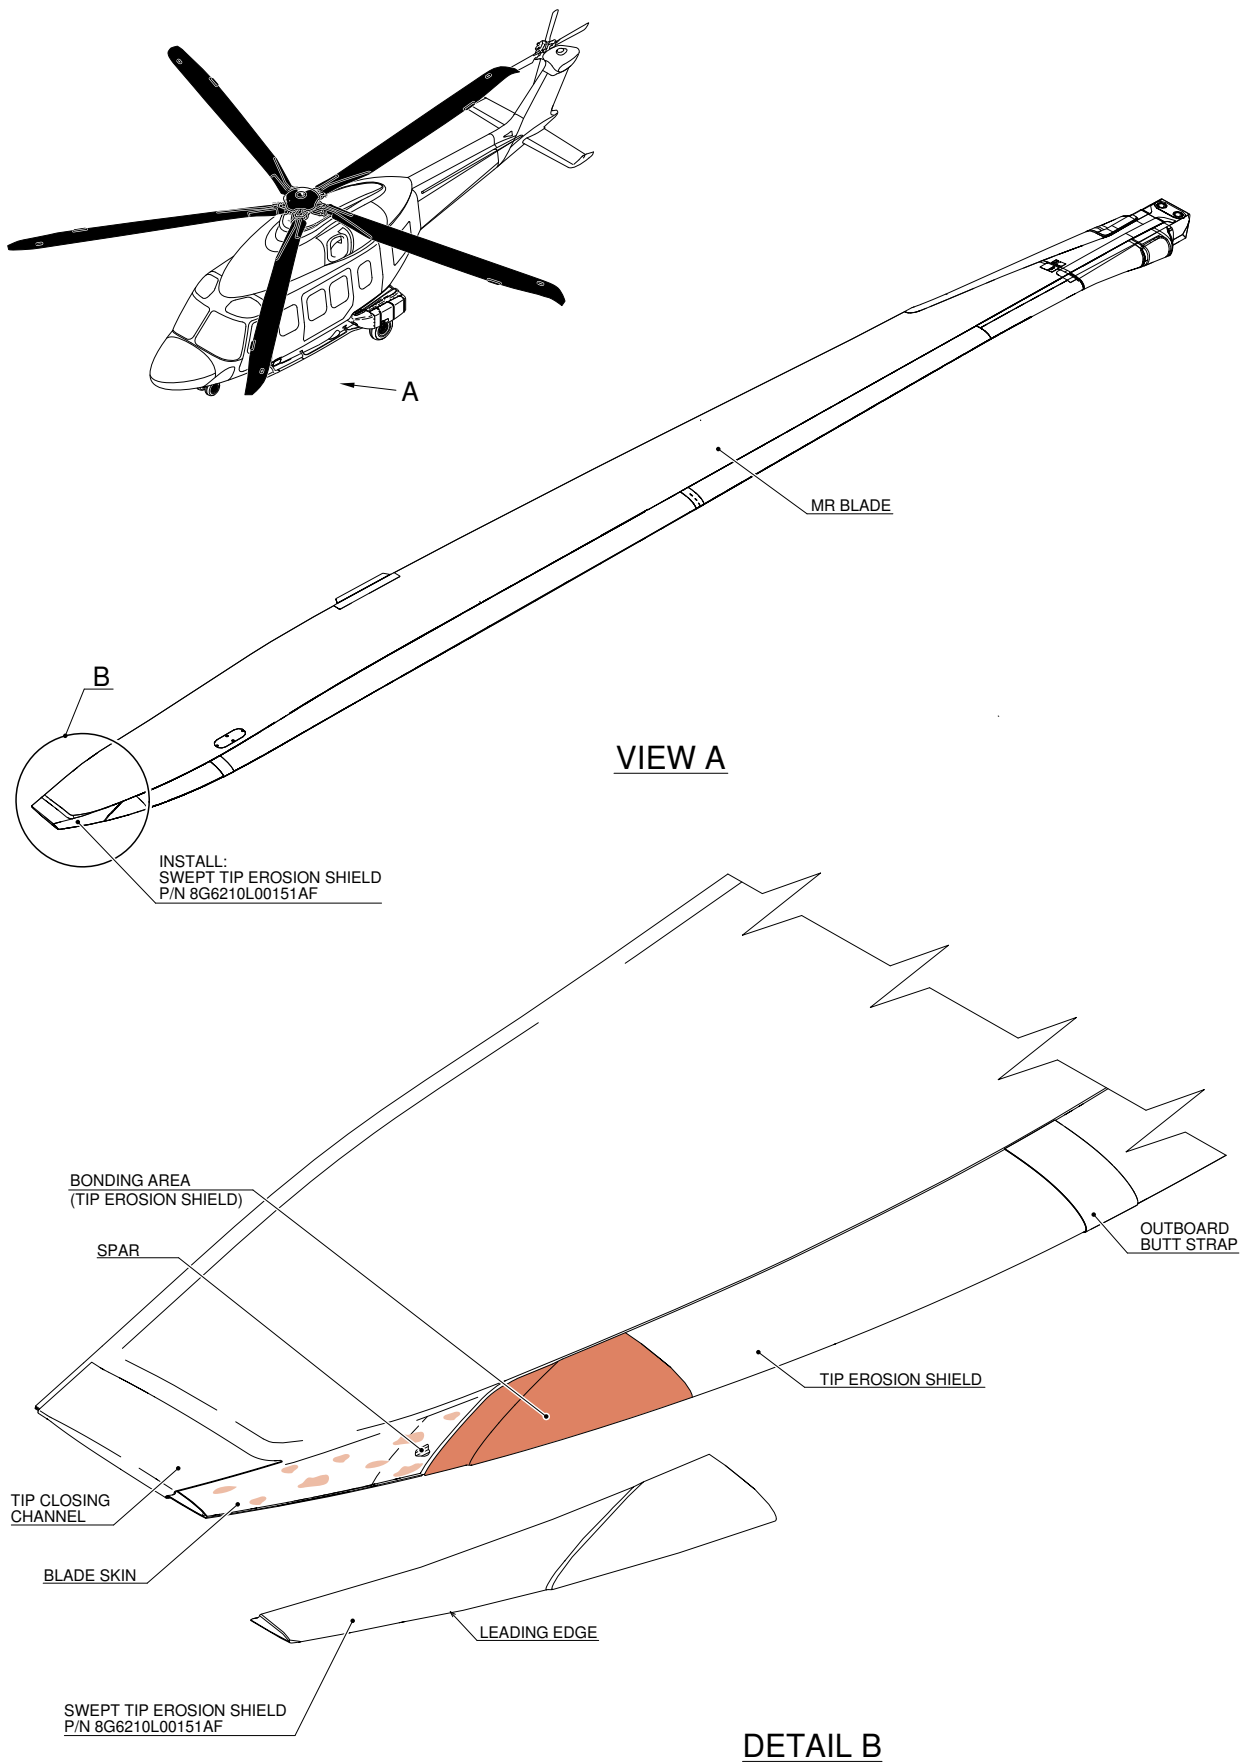 A
MR BLADE
B
VIEW A
INSTALL:
SWEPT TIP EROSION SHIELD
P/N 8G6210L00151AF
BONDING AREA
(TIP EROSION SHIELD)
SPAR
OUTBOARD
BUTT STRAP
TIP EROSION SHIELD
TIP CLOSING
CHANNEL
BLADE SKIN
LEADING EDGE
SWEPT TIP EROSION SHIELD
P/N 8G6210L00151AF
DETAIL B